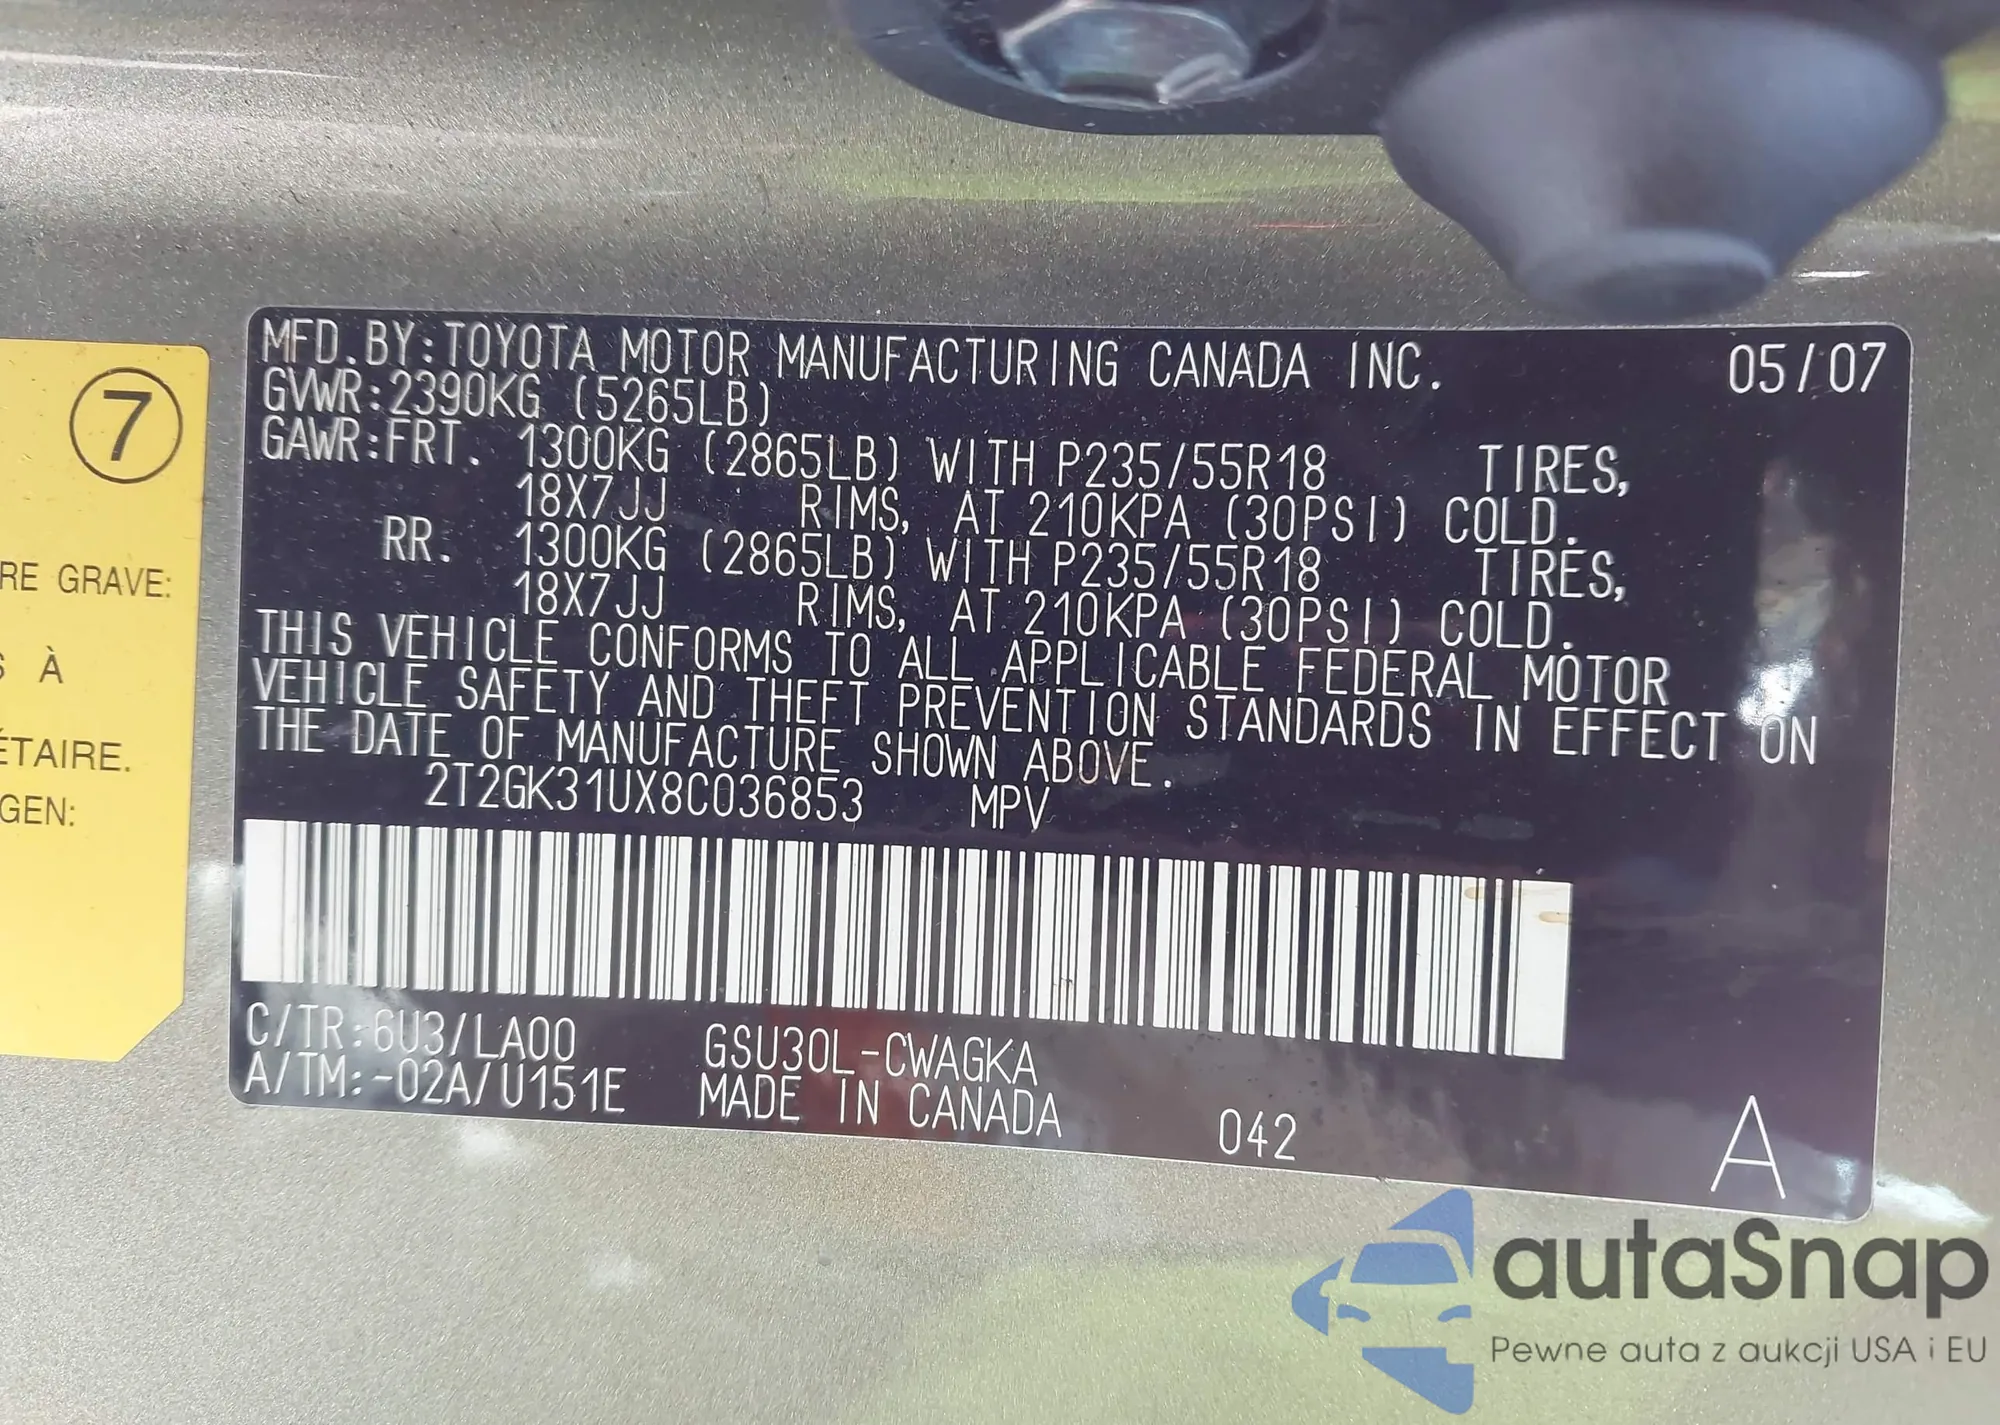 MFD.BY:TOYOTA MOTOR MANUFACTURING CANADA INC. 05/07
GVWR:2390KG (5265LB)
GAWR:FRT. 1300KG (2865LB) WITH P235/55R18 TIRES,
18X7JJ RIMS, AT 210KPA (30PSI) COLD.
RR. 1300KG (2865LB) WITH P235/55R18 TIRES,
18X7JJ RIMS, AT 210KPA (30PSI) COLD.
THIS VEHICLE CONFORMS TO ALL APPLICABLE FEDERAL MOTOR
VEHICLE SAFETY AND THEFT PREVENTION STANDARDS IN EFFECT ON
THE DATE OF MANUFACTURE SHOWN ABOVE.
2T2GK31UX8C036853 MPV
C/TR:6U3/LA00 GSU30L-CWAGKA
A/TM:-02A/U151E MADE IN CANADA 042 A
7
RE GRAVE:
S À
ÉTAIRE.
GEN:
autaSnap
Pewne auta z aukcji USA i EU